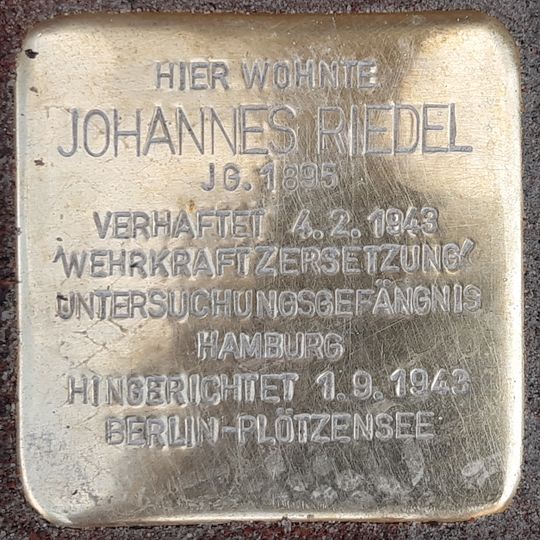 HIER WOHNTE
JOHANNES RIEDEL
JG. 1895
VERHAFTET 4.2.1943
'WEHRKRAFTZERSETZUNG'
UNTERSUCHUNGSGEFÄNGNIS
HAMBURG
HINGERICHTET 1.9.1943
BERLIN-PLÖTZENSEE